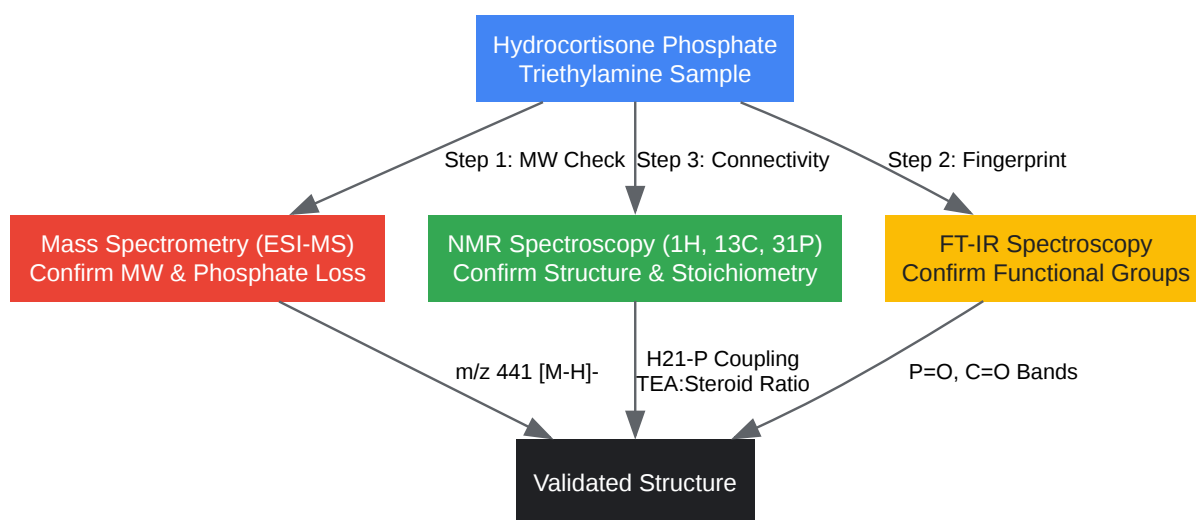 Hydrocortisone Phosphate
Triethylamine Sample
Step 1: MW Check
Step 3: Connectivity
Step 2: Fingerprint
Mass Spectrometry (ESI-MS)
Confirm MW & Phosphate Loss
NMR Spectroscopy (1H, 13C, 31P)
Confirm Structure & Stoichiometry
FT-IR Spectroscopy
Confirm Functional Groups
m/z 441 [M-H]-
H21-P Coupling
TEA:Steroid Ratio
P=O, C=O Bands
Validated Structure